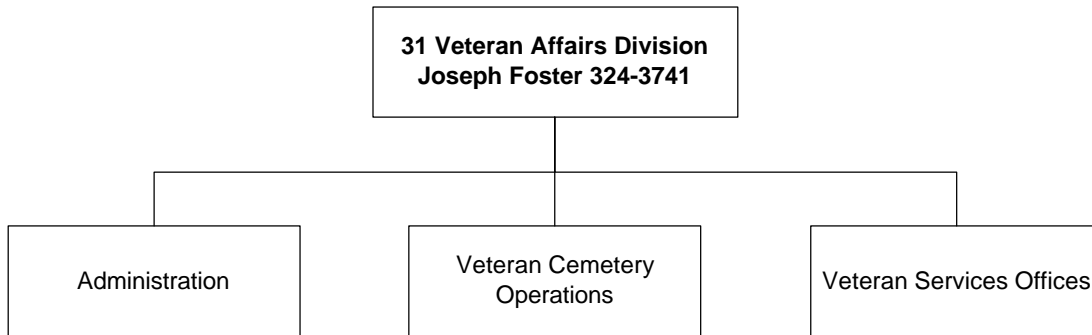 31 Veteran Affairs Division
Joseph Foster 324-3741
Administration
Veteran Cemetery
Operations
Veteran Services Offices